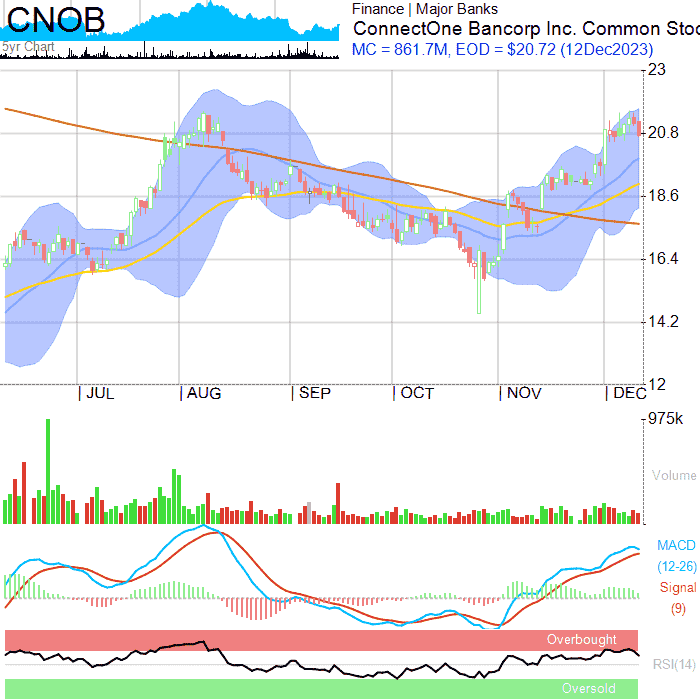 CNOB
5yr Chart
Finance | Major Banks
ConnectOne Bancorp Inc. Common Stoc
MC = 861.7M, EOD = $20.72 (12Dec2023)
23
20.8
18.6
16.4
14.2
12
| JUL | AUG | SEP | OCT | NOV | DEC
975k
Volume
MACD
(12-26)
Signal
(9)
Overbought
RSI(14)
Oversold